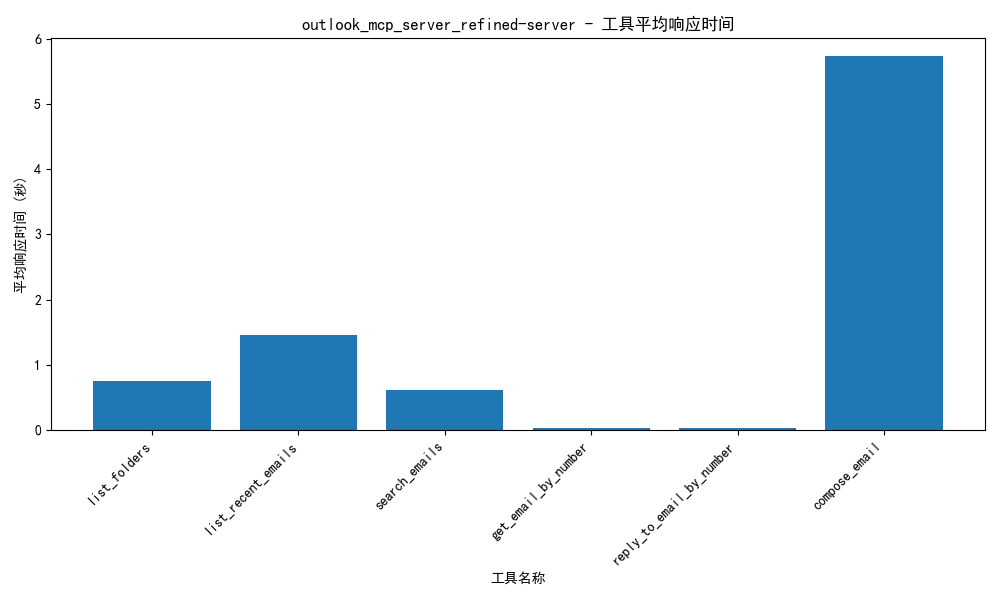 outlook_mcp_server_refined-server - 工具平均响应时间
平均响应时间 (秒)
6
5
4
3
2
1
0
list_folders
list_recent_emails
search_emails
get_email_by_number
reply_to_email_by_number
compose_email
工具名称